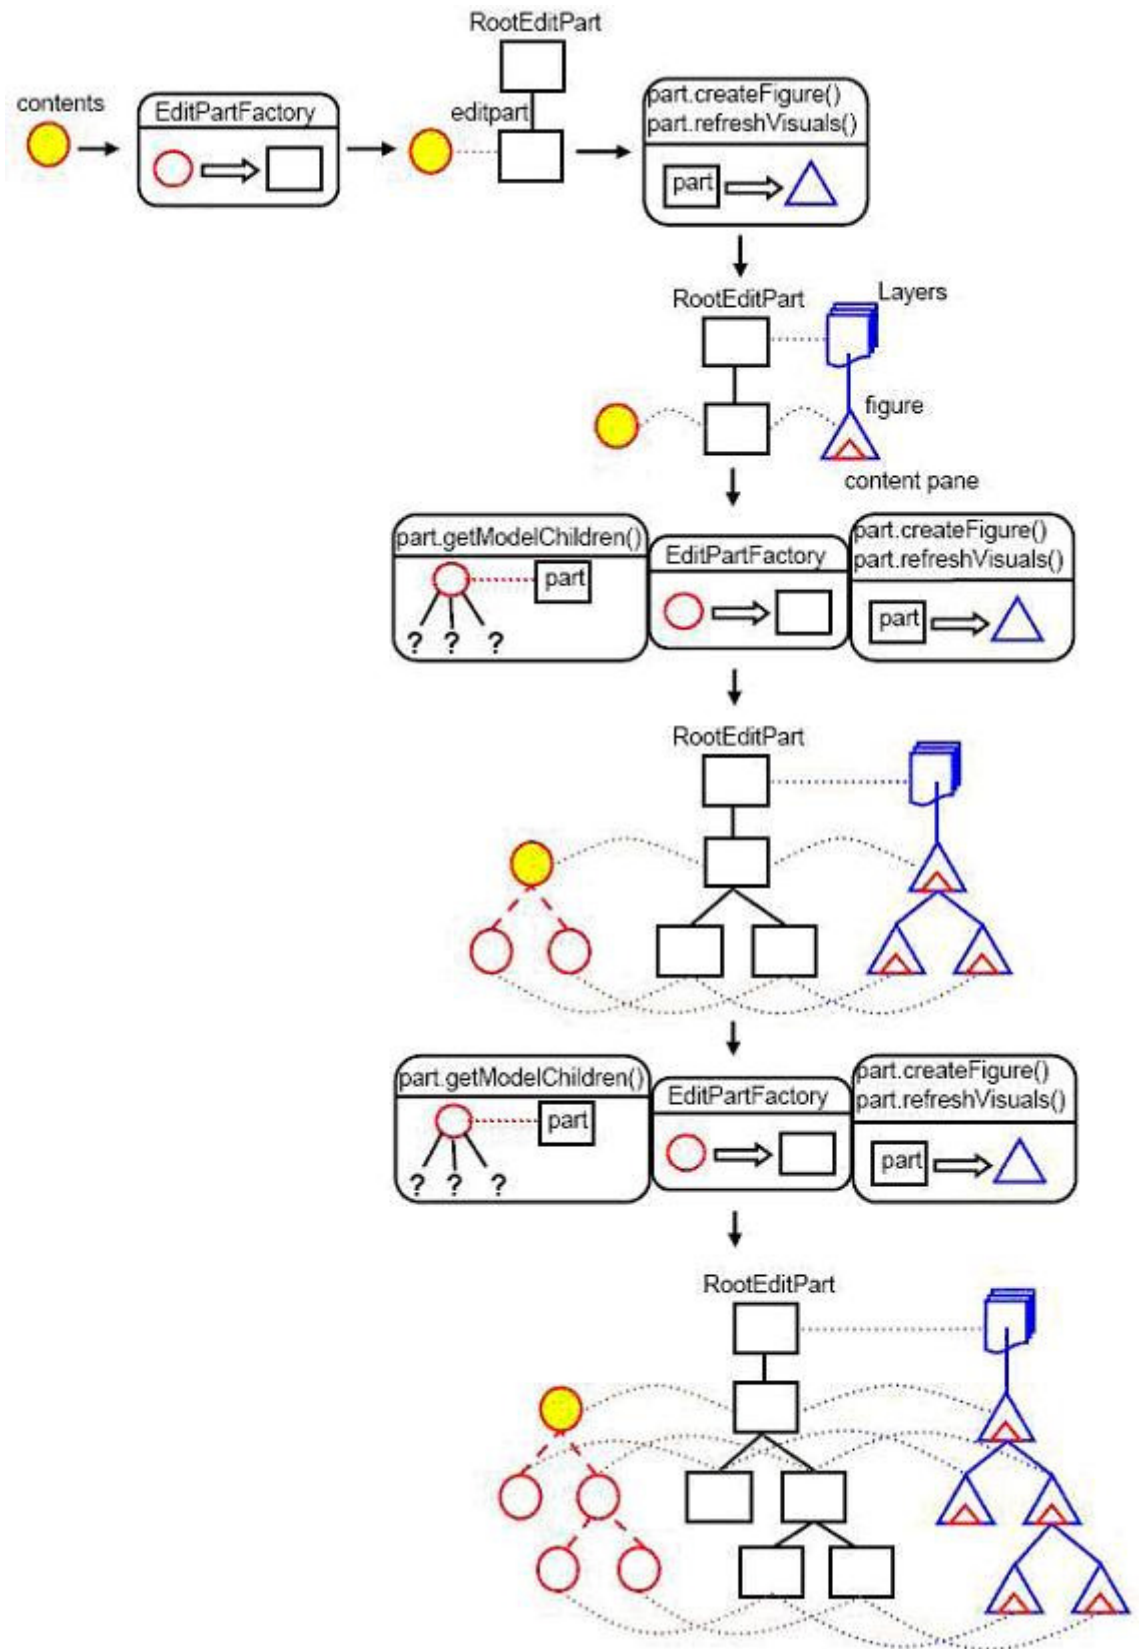 RootEditPart
contents
EditPartFactory
editpart
part.createFigure()
part.refreshVisuals()
part
RootEditPart
Layers
figure
content pane
part.getModelChildren()
part
? ? ?
EditPartFactory
part.createFigure()
part.refreshVisuals()
part
RootEditPart
part.getModelChildren()
part
? ? ?
EditPartFactory
part.createFigure()
part.refreshVisuals()
part
RootEditPart